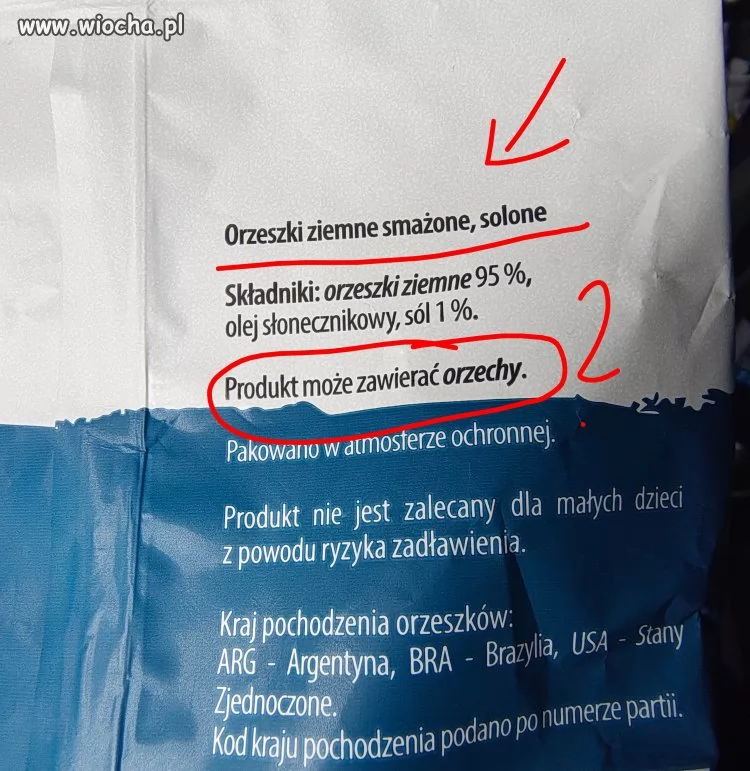 www.wiocha.pl
Orzeszki ziemne smażone, solone
Składniki: orzeszki ziemne 95 %,
olej słonecznikowy, sól 1 %.
Produkt może zawierać orzechy.
Pakowano w atmosferze ochronnej.
Produkt nie jest zalecany dla małych dzieci
z powodu ryzyka zadławienia.
Kraj pochodzenia orzeszków:
ARG - Argentyna, BRA - Brazylia, USA - Stany
Zjednoczone.
Kod kraju pochodzenia podano po numerze partii.